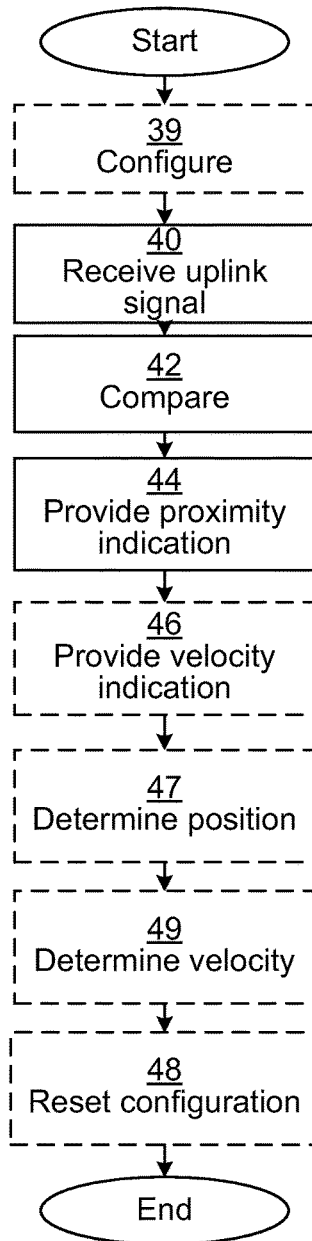 Start
39
Configure
40
Receive uplink
signal
42
Compare
44
Provide proximity
indication
46
Provide velocity
indication
47
Determine position
49
Determine velocity
48
Reset configuration
End